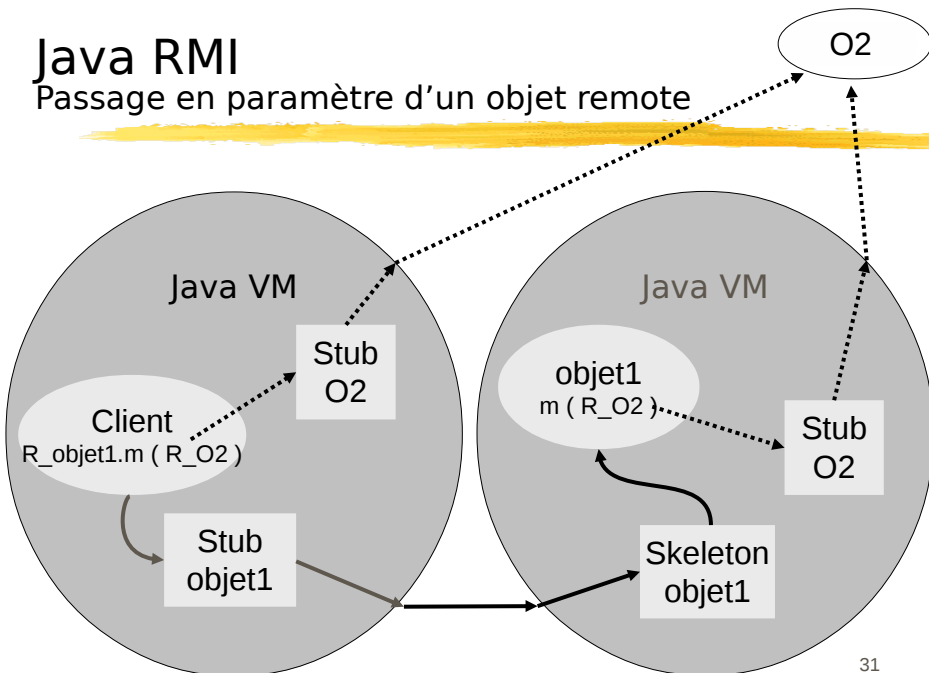 Java RMI
Passage en paramètre d'un objet remote
O2
Java VM
Stub
O2
Client
R_objet1.m ( R_O2 )
Stub
objet1
Java VM
objet1
m ( R_O2 )
Stub
O2
Skeleton
objet1
31